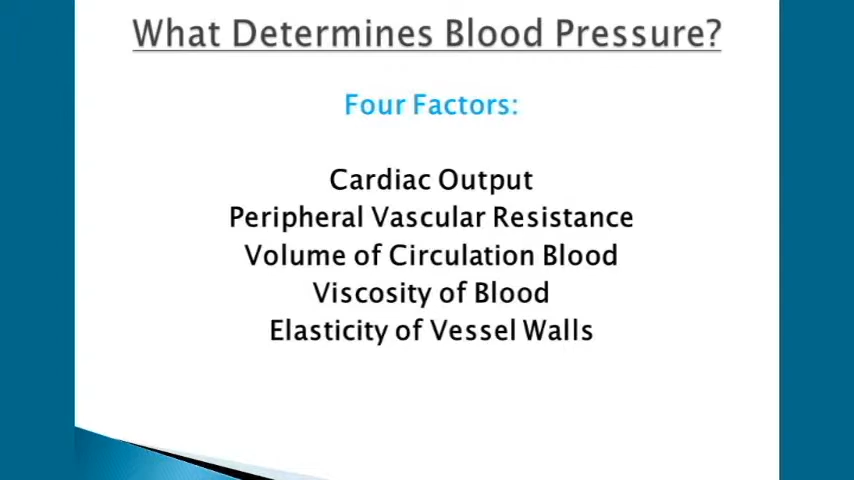 What Determines Blood Pressure?
Four Factors:
Cardiac Output
Peripheral Vascular Resistance
Volume of Circulation Blood
Viscosity of Blood
Elasticity of Vessel Walls